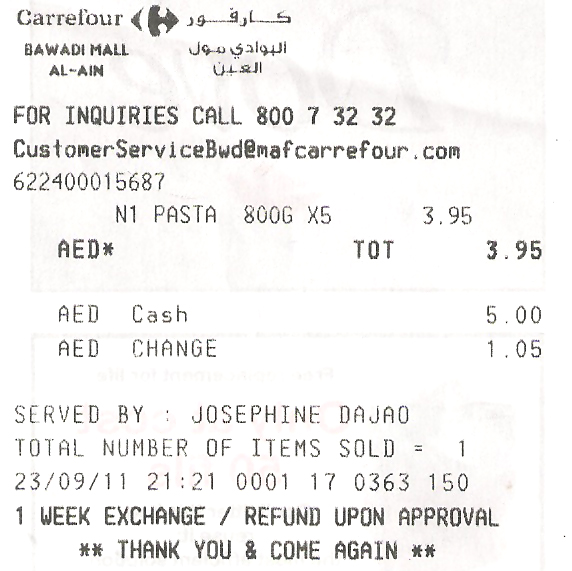 Carrefour كارفور
BAWADI MALL البوادي مول
AL-AIN العين
FOR INQUIRIES CALL 800 7 32 32
CustomerServiceBwd@mafcarrefour.com
622400015687
N1 PASTA 800G X5 3.95
AED* TOT 3.95
AED Cash 5.00
AED CHANGE 1.05
SERVED BY : JOSEPHINE DAJAO
TOTAL NUMBER OF ITEMS SOLD = 1
23/09/11 21:21 0001 17 0363 150
1 WEEK EXCHANGE / REFUND UPON APPROVAL
** THANK YOU & COME AGAIN **